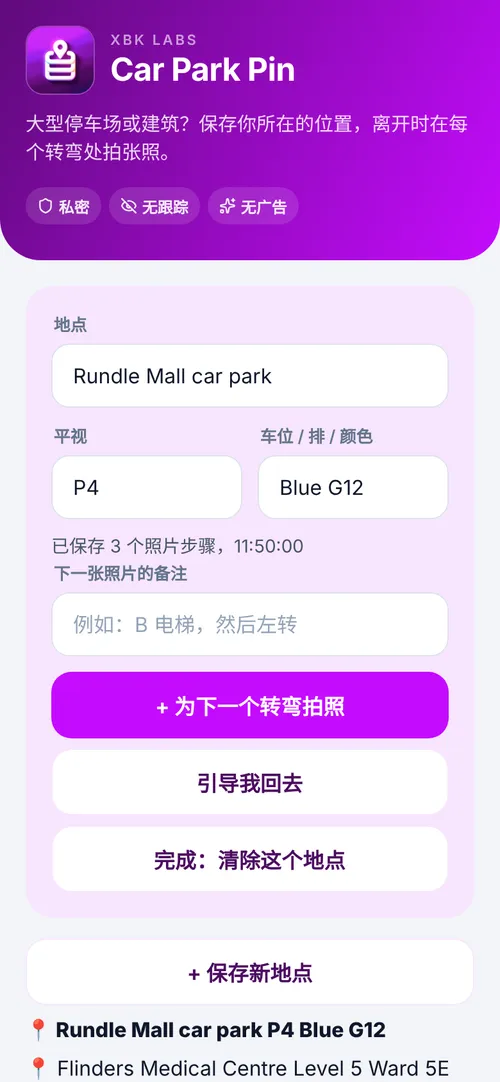 XBK LABS
Car Park Pin
大型停车场或建筑？保存你所在的位置，离开时在每
个转弯处拍张照。
私密 无跟踪 无广告
地点
Rundle Mall car park
平视 车位 / 排 / 颜色
P4 Blue G12
已保存 3 个照片步骤，11:50:00
下一张照片的备注
例如：B 电梯，然后左转
+ 为下一个转弯拍照
引导我回去
完成：清除这个地点
+ 保存新地点
Rundle Mall car park P4 Blue G12
Flinders Medical Centre Level 5 Ward 5E